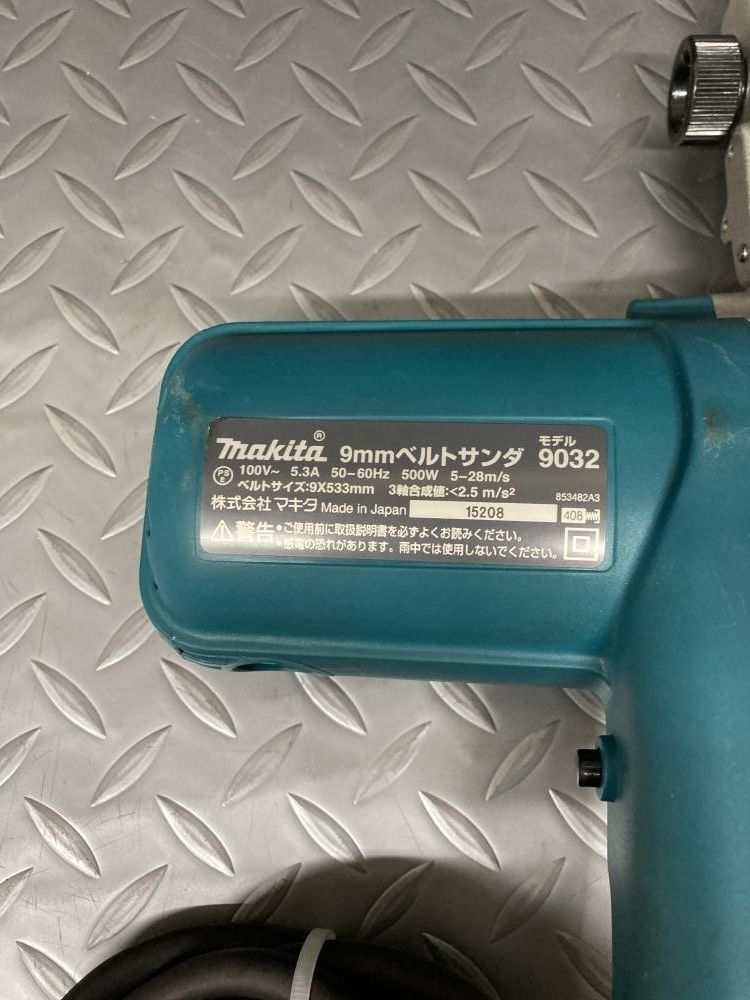 makita® 9mmベルトサンダ モデル 9032
PSE 100V～ 5.3A 50-60Hz 500W 5-28m/s
ベルトサイズ:9X533mm 3軸合成値:<2.5 m/s² 853482A3
株式会社 マキタ Made in Japan 15208 408
⚠警告 •ご使用前に取扱説明書を必ずよくお読みください。
•感電の恐れがあります。雨中では使用しないでください。